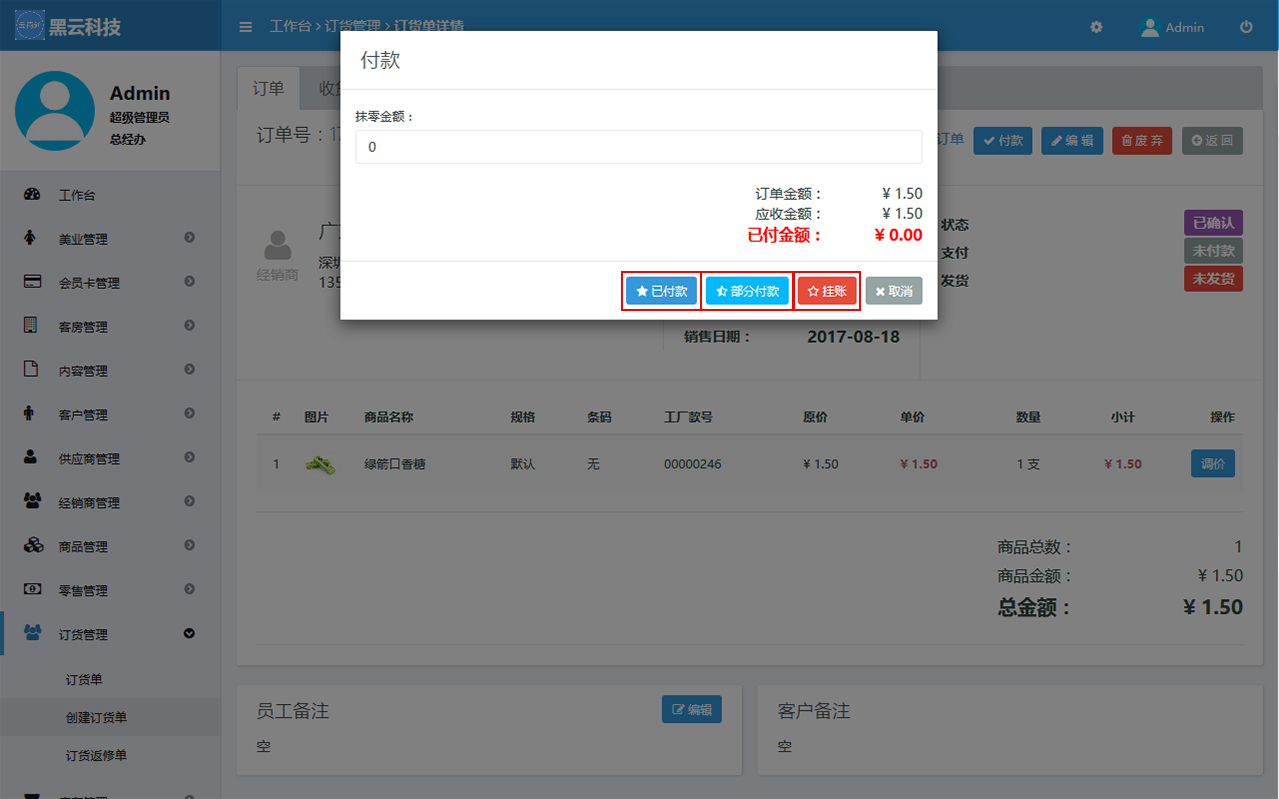 黑云科技
工作台 › 订货管理 › 订货单详情
Admin
Admin
超级管理员
总经办
工作台
美业管理
会员卡管理
客房管理
内容管理
客户管理
供应商管理
经销商管理
商品管理
零售管理
订货管理
订货单
创建订货单
订货返修单
付款
抹零金额：
0
订单金额： ¥ 1.50
应收金额： ¥ 1.50
已付金额： ¥ 0.00
已付款 部分付款 挂账 取消
订单
订单号：
订单 付款 编辑 废弃 返回
经销商
状态 已确认
支付 未付款
发货 未发货
销售日期： 2017-08-18
# 图片 商品名称 规格 条码 工厂款号 原价 单价 数量 小计 操作
1 绿箭口香糖 默认 无 00000246 ¥ 1.50 ¥ 1.50 1 支 ¥ 1.50 调价
商品总数： 1
商品金额： ¥ 1.50
总金额： ¥ 1.50
员工备注 编辑
空
客户备注
空